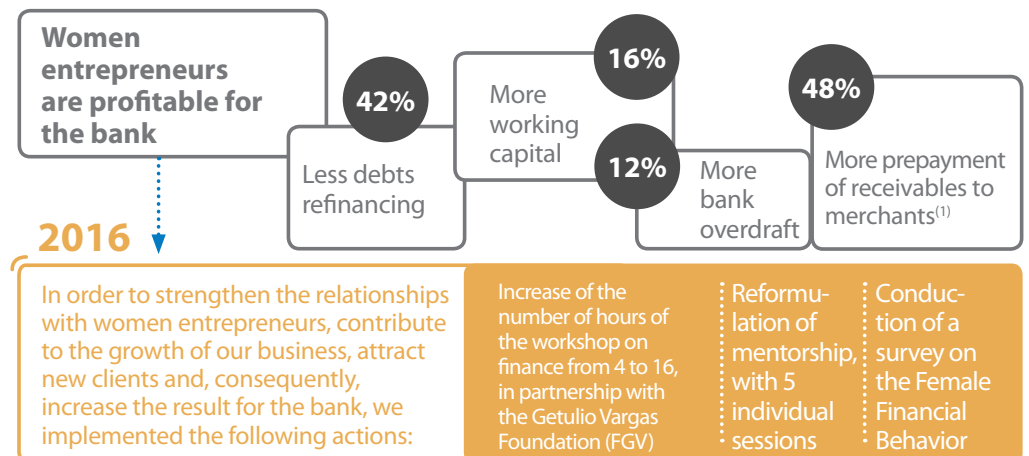 Women
entrepreneurs
are profitable for
the bank
42%
Less debts
refinancing
16%
More
working
capital
12%
More
bank
overdraft
48%
More prepayment
of receivables to
merchants(1)
2016
In order to strengthen the relationships
with women entrepreneurs, contribute
to the growth of our business, attract
new clients and, consequently,
increase the result for the bank, we
implemented the following actions:
Increase of the
number of hours of
the workshop on
finance from 4 to 16,
in partnership with
the Getulio Vargas
Foundation (FGV)
Reformu-
lation of
mentorship,
with 5
individual
sessions
Conduc-
tion of a
survey on
the Female
Financial
Behavior